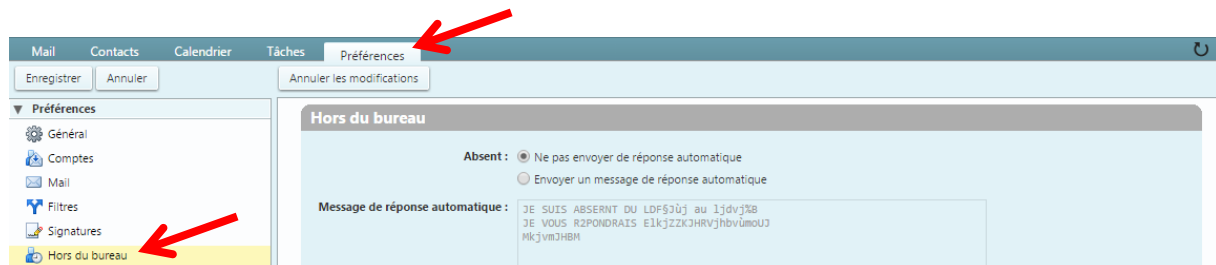 Mail Contacts Calendrier Tâches Préférences
Enregistrer Annuler Annuler les modifications
Préférences
Général
Comptes
Mail
Filtres
Signatures
Hors du bureau
Hors du bureau
Absent : Ne pas envoyer de réponse automatique
Envoyer un message de réponse automatique
Message de réponse automatique : JE SUIS ABSERNT DU LDF§Jùj au ljdvj%B
JE VOUS R2PONDRAIS ElkjZZKJHRVjhbvùmoUJ
MkjvmJHBM